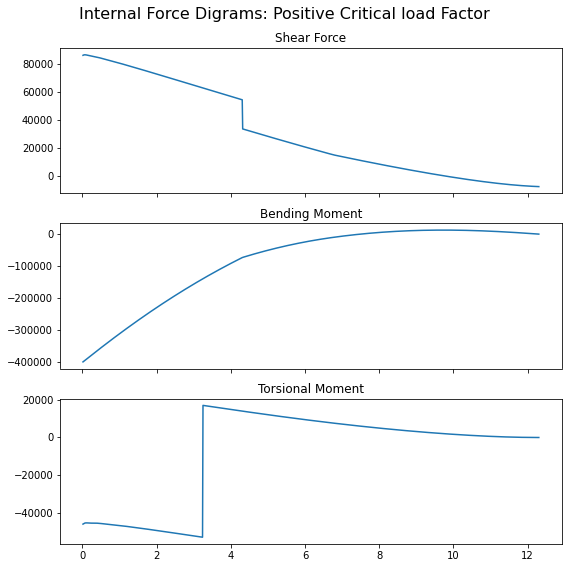 Internal Force Digrams: Positive Critical load Factor
Shear Force
80000
60000
40000
20000
0
Bending Moment
0
−100000
−200000
−300000
−400000
Torsional Moment
20000
0
−20000
−40000
0 2 4 6 8 10 12